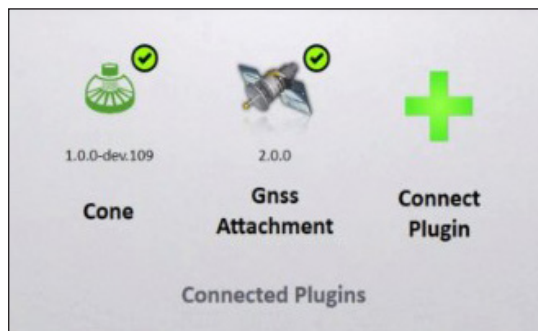 1.0.0-dev.109
2.0.0
Cone
Gnss
Attachment
Connect
Plugin
Connected Plugins